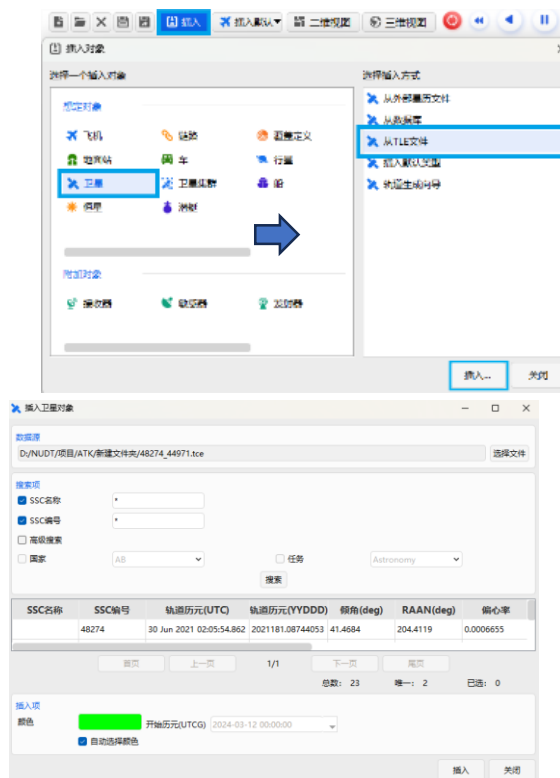 插入 插入默认 二维视图 三维视图
插入对象
选择一个插入对象 选择插入方式
想定对象
飞机 链路 覆盖定义
地面站 车 行星
卫星 卫星集群 船
恒星 潜艇
附加对象
接收器 敏感器 发射器
从外部星历文件
从数据库
从TLE文件
插入默认类型
轨道生成向导
插入... 关闭
插入卫星对象
数据源
D:/NUDT/项目/ATK/新建文件夹/48274_44971.tce 选择文件
搜索项
SSC名称 *
SSC编号 *
高级搜索
国家 AB 任务 Astronomy
搜索
SSC名称 SSC编号 轨道历元(UTC) 轨道历元(YYDDD) 倾角(deg) RAAN(deg) 偏心率
48274 30 Jun 2021 02:05:54.862 2021181.08744053 41.4684 204.4119 0.0006655
首页 上一页 1/1 下一页 尾页
总数: 23 唯一: 2 已选: 0
插入项
颜色 开始历元(UTCG) 2024-03-12 00:00:00
自动选择颜色
插入 关闭